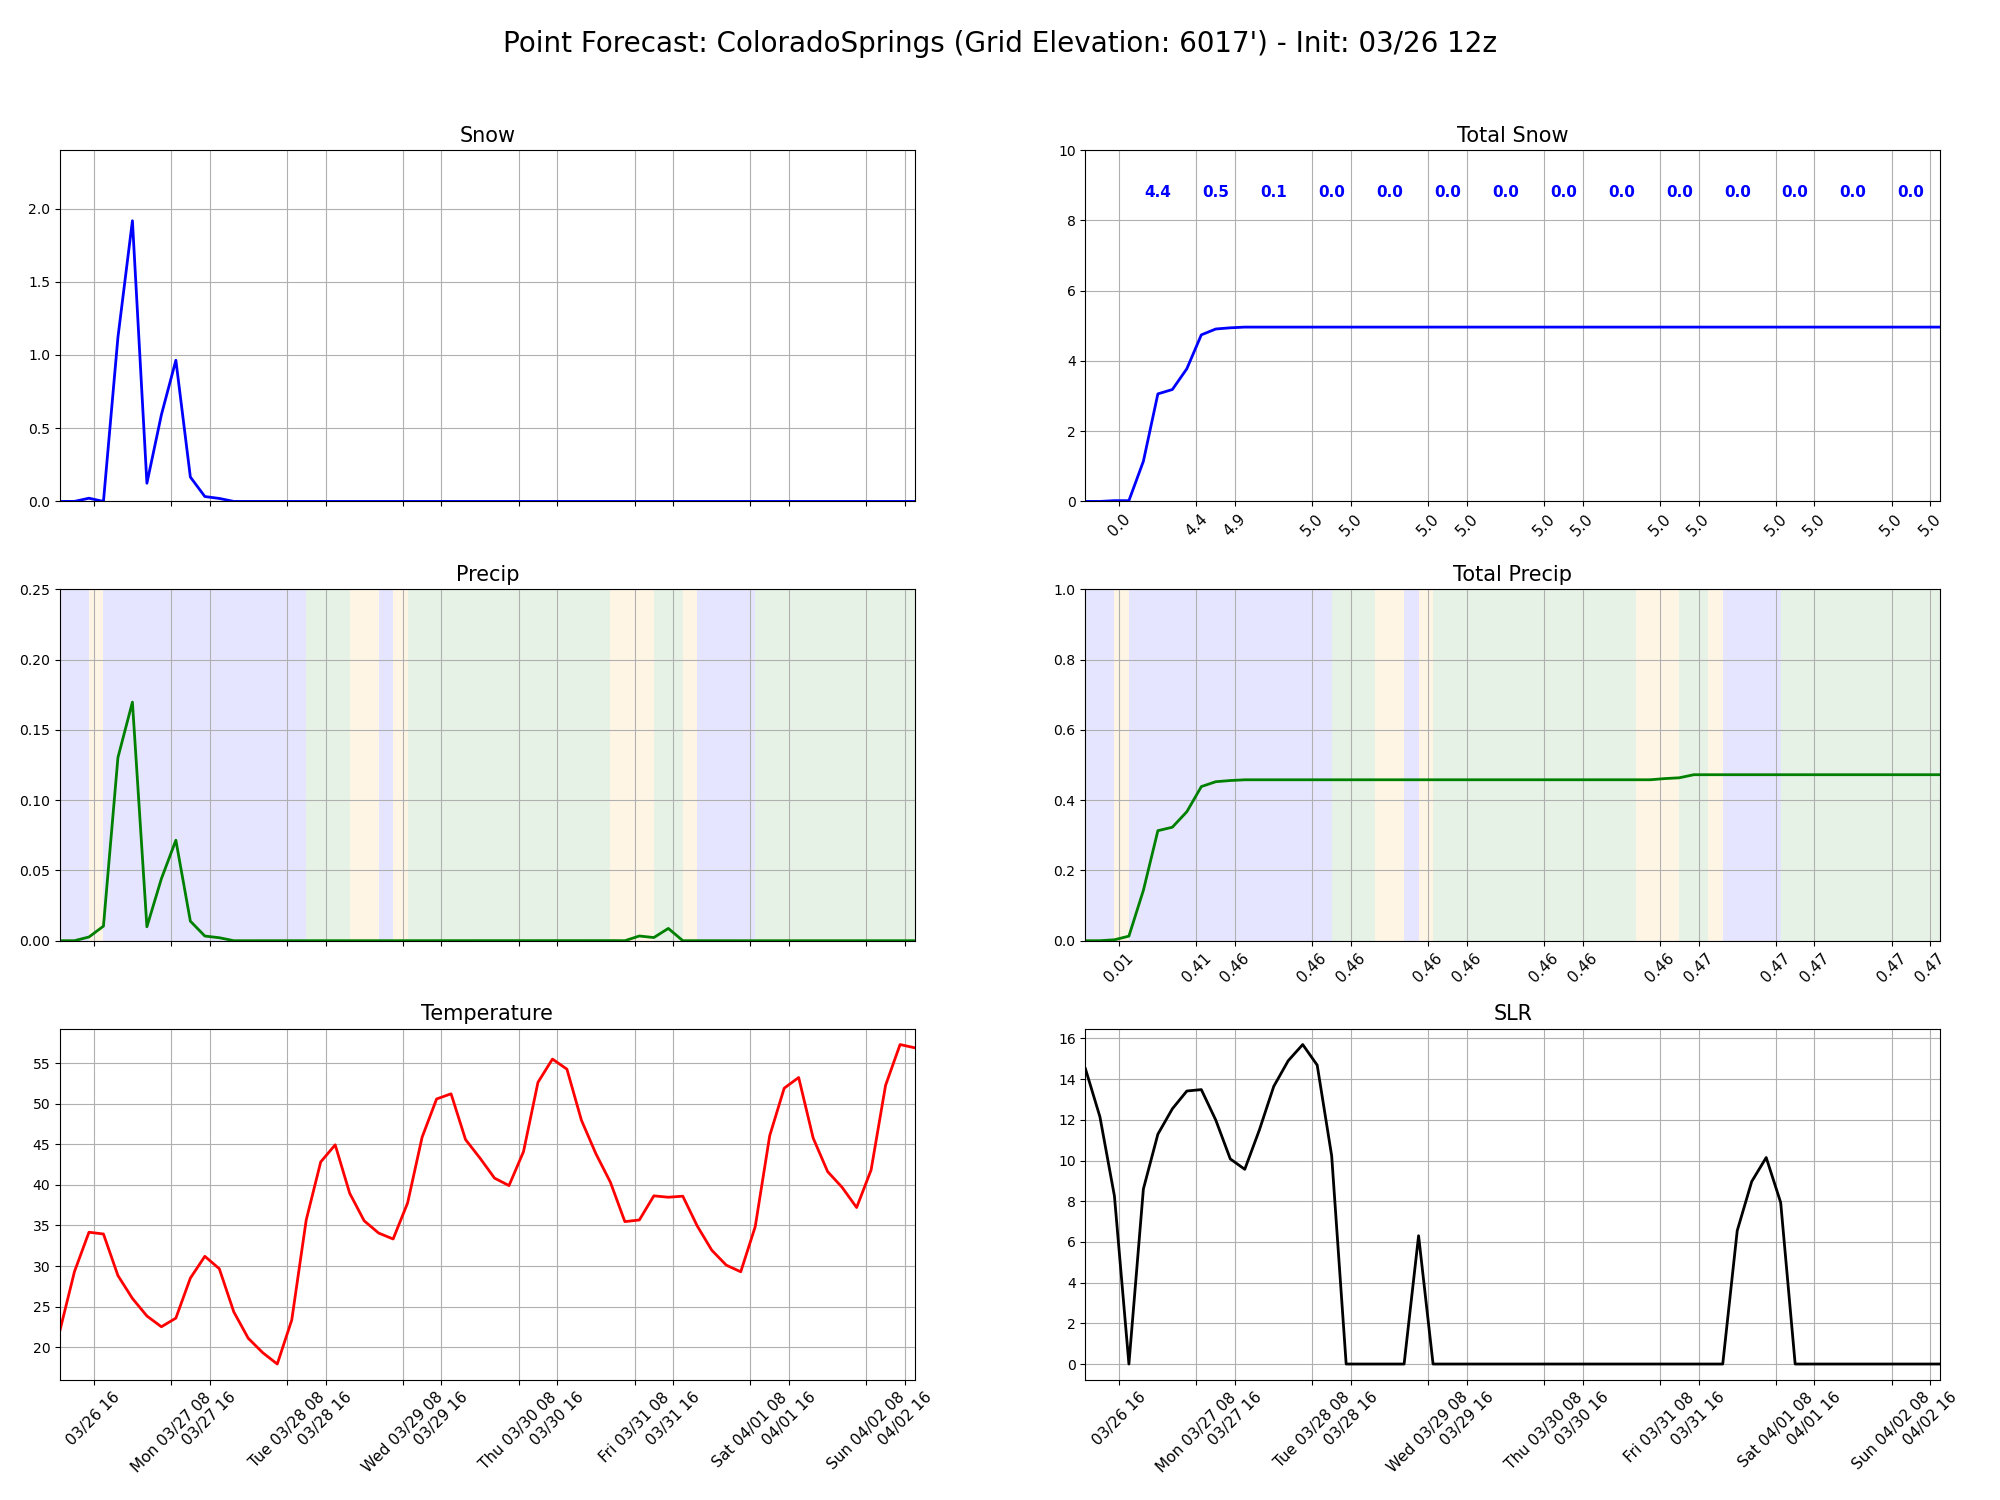 Point Forecast: ColoradoSprings (Grid Elevation: 6017') - Init: 03/26 12z
Snow
2.0
1.5
1.0
0.5
0.0
Total Snow
10
8
6
4
2
0
4.4 0.5 0.1 0.0 0.0 0.0 0.0 0.0 0.0 0.0 0.0 0.0 0.0 0.0
0.0 4.4 4.9 5.0 5.0 5.0 5.0 5.0 5.0 5.0 5.0 5.0 5.0 5.0 5.0
Precip
0.25
0.20
0.15
0.10
0.05
0.00
Total Precip
1.0
0.8
0.6
0.4
0.2
0.0
0.01 0.41 0.46 0.46 0.46 0.46 0.46 0.46 0.46 0.46 0.47 0.47 0.47 0.47 0.47
Temperature
55
50
45
40
35
30
25
20
03/26 16
Mon 03/27 08
03/27 16
Tue 03/28 08
03/28 16
Wed 03/29 08
03/29 16
Thu 03/30 08
03/30 16
Fri 03/31 08
03/31 16
Sat 04/01 08
04/01 16
Sun 04/02 08
04/02 16
SLR
16
14
12
10
8
6
4
2
0
03/26 16
Mon 03/27 08
03/27 16
Tue 03/28 08
03/28 16
Wed 03/29 08
03/29 16
Thu 03/30 08
03/30 16
Fri 03/31 08
03/31 16
Sat 04/01 08
04/01 16
Sun 04/02 08
04/02 16